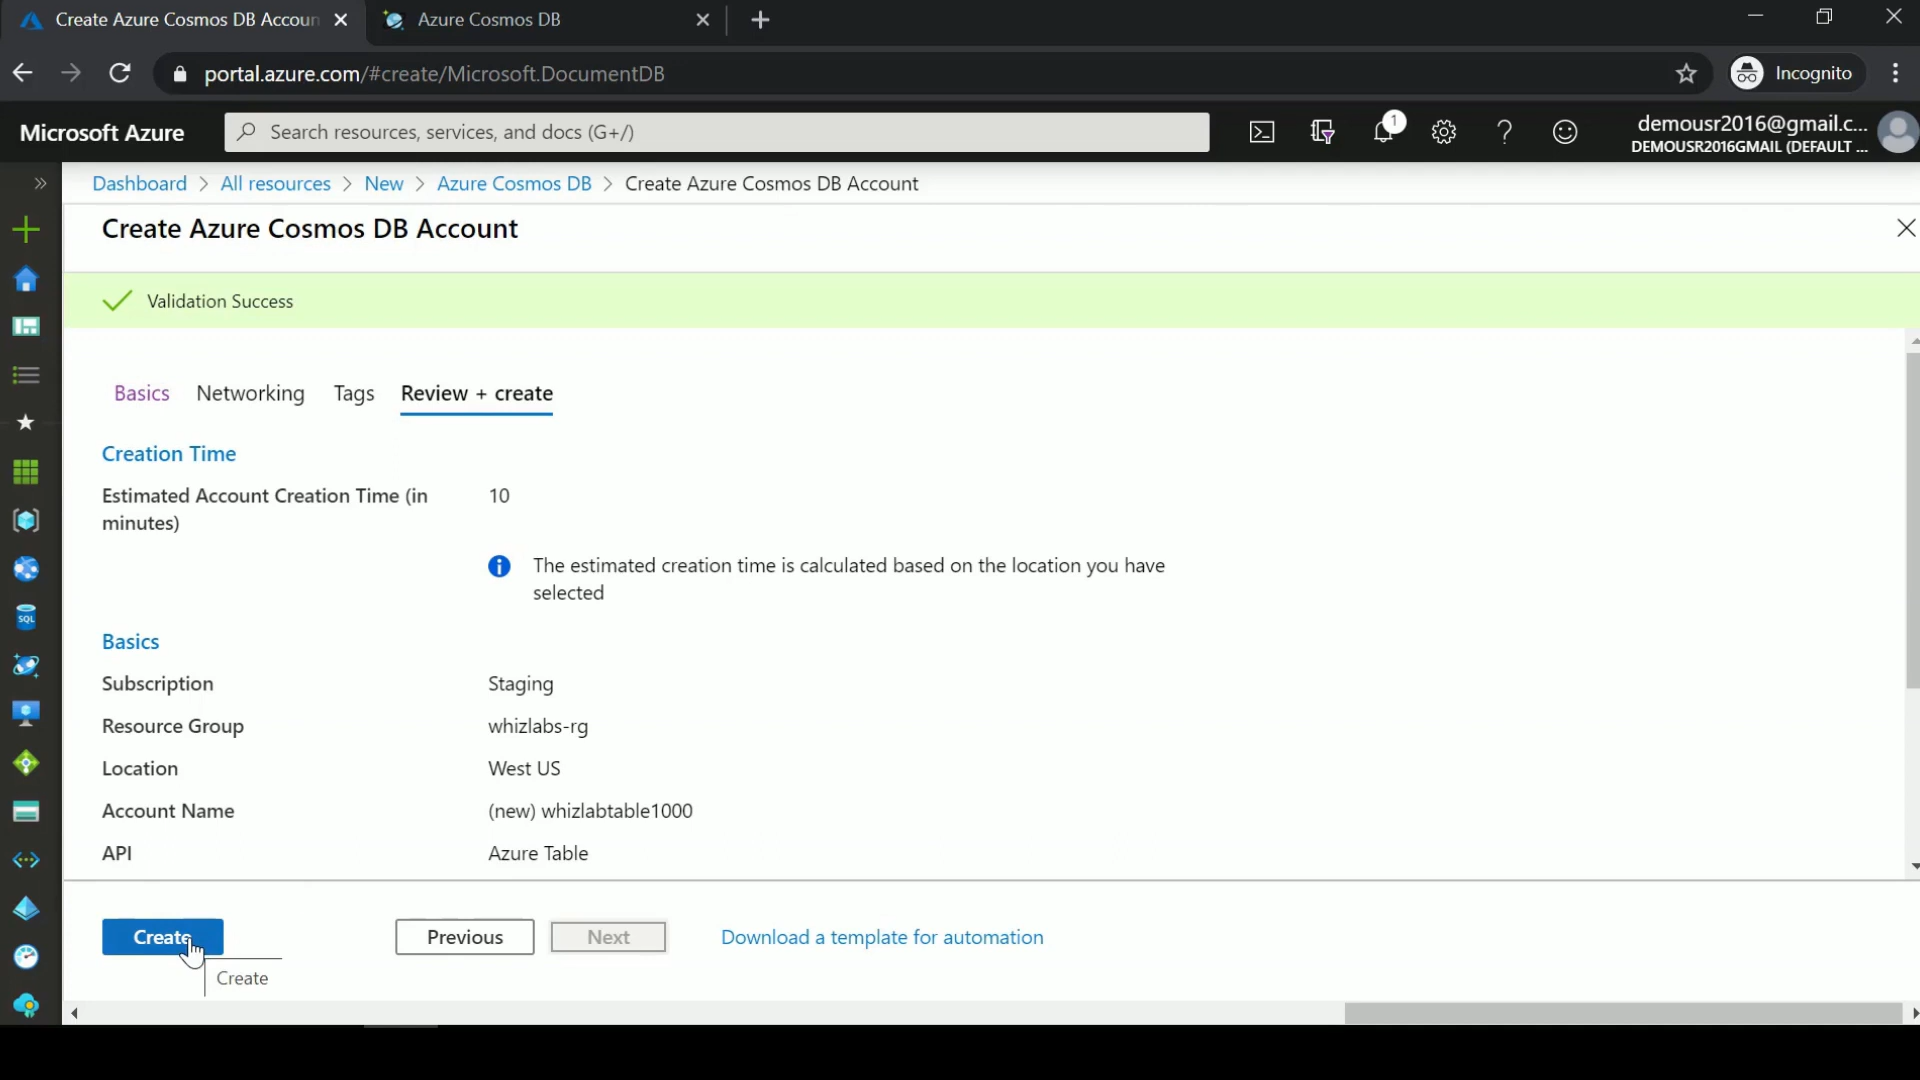 Create Azure Cosmos DB Accoun
Azure Cosmos DB
portal.azure.com/#create/Microsoft.DocumentDB
Incognito
Microsoft Azure
Search resources, services, and docs (G+/)
1
demousr2016@gmail.c...
DEMOUSR2016GMAIL (DEFAULT ...
Dashboard > All resources > New > Azure Cosmos DB > Create Azure Cosmos DB Account
Create Azure Cosmos DB Account
Validation Success
Basics Networking Tags Review + create
Creation Time
Estimated Account Creation Time (in
minutes)
10
The estimated creation time is calculated based on the location you have
selected
Basics
Subscription Staging
Resource Group whizlabs-rg
Location West US
Account Name (new) whizlabtable1000
API Azure Table
SQL
Create Previous Next Download a template for automation
Create